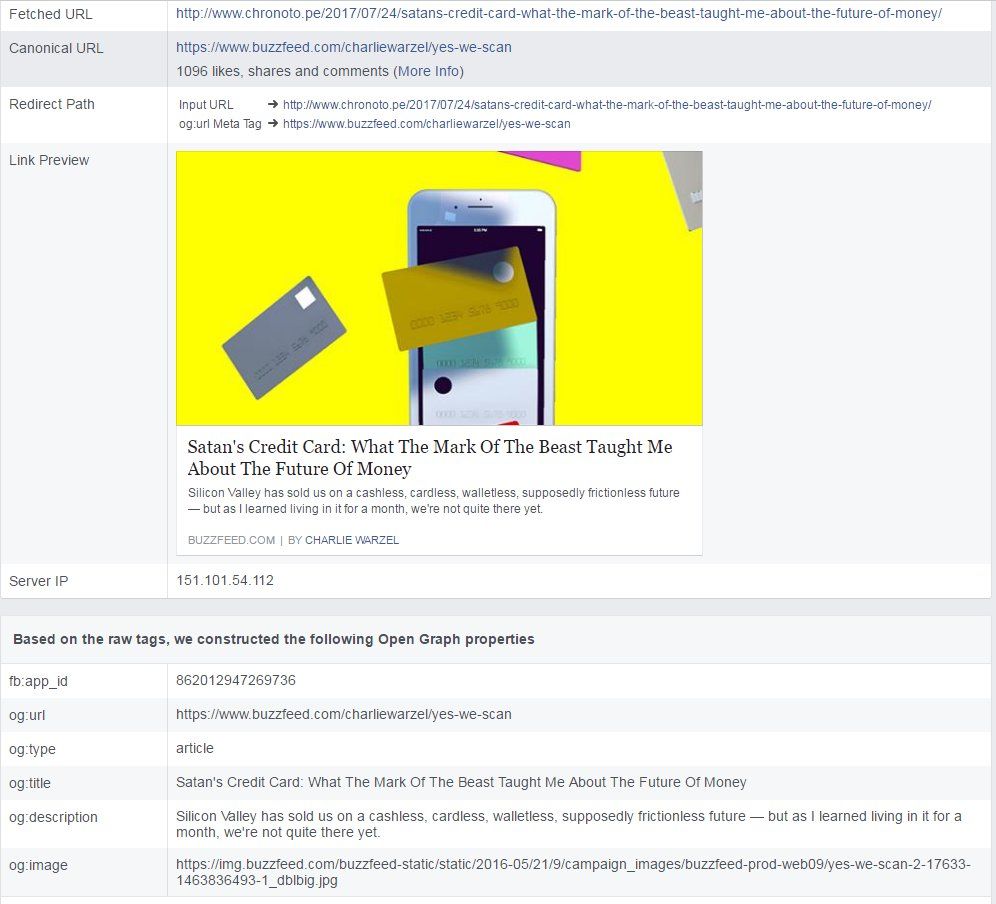 Fetched URL http://www.chronoto.pe/2017/07/24/satans-credit-card-what-the-mark-of-the-beast-taught-me-about-the-future-of-money/
Canonical URL https://www.buzzfeed.com/charliewarzel/yes-we-scan
1096 likes, shares and comments (More Info)
Redirect Path Input URL ➔ http://www.chronoto.pe/2017/07/24/satans-credit-card-what-the-mark-of-the-beast-taught-me-about-the-future-of-money/
og:url Meta Tag ➔ https://www.buzzfeed.com/charliewarzel/yes-we-scan
Link Preview
0000 1234 5678 9000
0000 1234 5678 9000
0000 1234 5678 9000
Satan's Credit Card: What The Mark Of The Beast Taught Me
About The Future Of Money
Silicon Valley has sold us on a cashless, cardless, walletless, supposedly frictionless future
— but as I learned living in it for a month, we're not quite there yet.
BUZZFEED.COM | BY CHARLIE WARZEL
Server IP 151.101.54.112
Based on the raw tags, we constructed the following Open Graph properties
fb:app_id 862012947269736
og:url https://www.buzzfeed.com/charliewarzel/yes-we-scan
og:type article
og:title Satan's Credit Card: What The Mark Of The Beast Taught Me About The Future Of Money
og:description Silicon Valley has sold us on a cashless, cardless, walletless, supposedly frictionless future — but as I learned living in it for a
month, we're not quite there yet.
og:image https://img.buzzfeed.com/buzzfeed-static/static/2016-05/21/9/campaign_images/buzzfeed-prod-web09/yes-we-scan-2-17633-
1463836493-1_dblbig.jpg